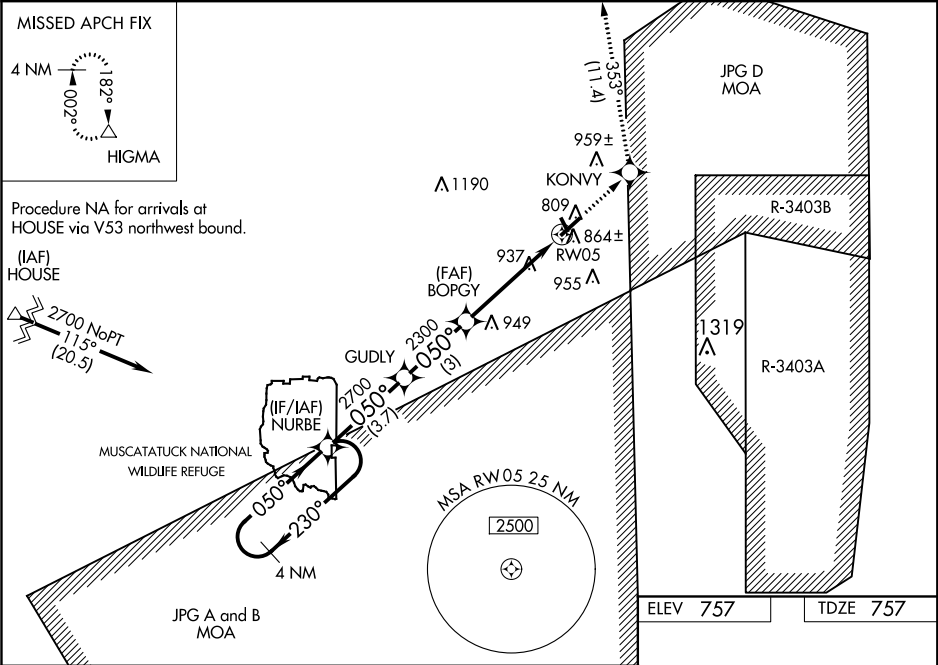 MISSED APCH FIX
4 NM
182°
002°
HIGMA
Procedure NA for arrivals at
HOUSE via V53 northwest bound.
(IAF)
HOUSE
2700 NoPT
115°
(20.5)
353°
(11.4)
JPG D
MOA
959±
KONVY
1190
809
864±
RW05
937
955
R-3403B
(FAF)
BOPGY
949
2300
050°
(3)
GUDLY
1319
R-3403A
2700
050°
(3.7)
(IF/IAF)
NURBE
MUSCATATUCK NATIONAL
WILDLIFE REFUGE
050°
230°
4 NM
MSA RW05 25 NM
2500
JPG A and B
MOA
ELEV 757
TDZE 757